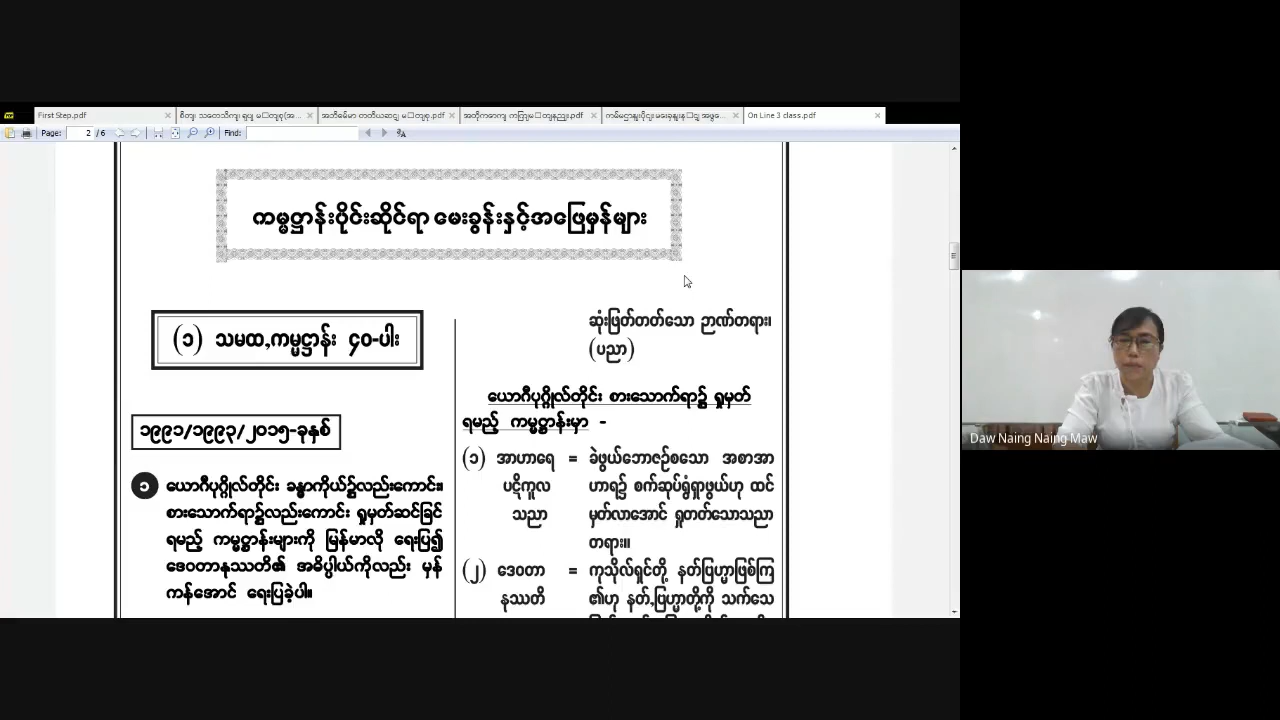 First Step.pdf
On Line 3 class.pdf
Page: 2 / 6 Find:
ကမ္မဋ္ဌာန်းပိုင်းဆိုင်ရာ မေးခွန်းနှင့်အဖြေမှန်များ
(၁) သမထ,ကမ္မဋ္ဌာန်း ၄၀-ပါး
၁၉၉၁/၁၉၉၃/၂၀၁၅-ခုနှစ်
၁ ယောဂီပုဂ္ဂိုလ်တိုင်း ခန္ဓာကိုယ်၌လည်းကောင်း၊
စားသောက်ရာ၌လည်းကောင်း ရှုမှတ်ဆင်ခြင်
ရမည့် ကမ္မဋ္ဌာန်းများကို မြန်မာလို ရေးပြ၍
ဒေဝတာနုဿတိ၏ အဓိပ္ပါယ်ကိုလည်း မှန်
ကန်အောင် ရေးပြခဲ့ပါ။
ဆုံးဖြတ်တတ်သော ဉာဏ်တရား၊
(ပညာ)
ယောဂီပုဂ္ဂိုလ်တိုင်း စားသောက်ရာ၌ ရှုမှတ်
ရမည့် ကမ္မဋ္ဌာန်းမှာ -
(၁) အာဟာရေ = ခဲဖွယ်ဘောဇဉ်စသော အစာအာ
ပဋိကူလ ဟာရ၌ စက်ဆုပ်ရွံရှာဖွယ်ဟု ထင်
သညာ မှတ်လာအောင် ရှုတတ်သောသညာ
တရား။
(၂) ဒေဝတာ = ကုသိုလ်ရှင်တို့ နတ်ဗြဟ္မာဖြစ်ကြ
နုဿတိ ၏ဟု နတ်,ဗြဟ္မာတို့ကို သက်သေ
Daw Naing Naing Maw